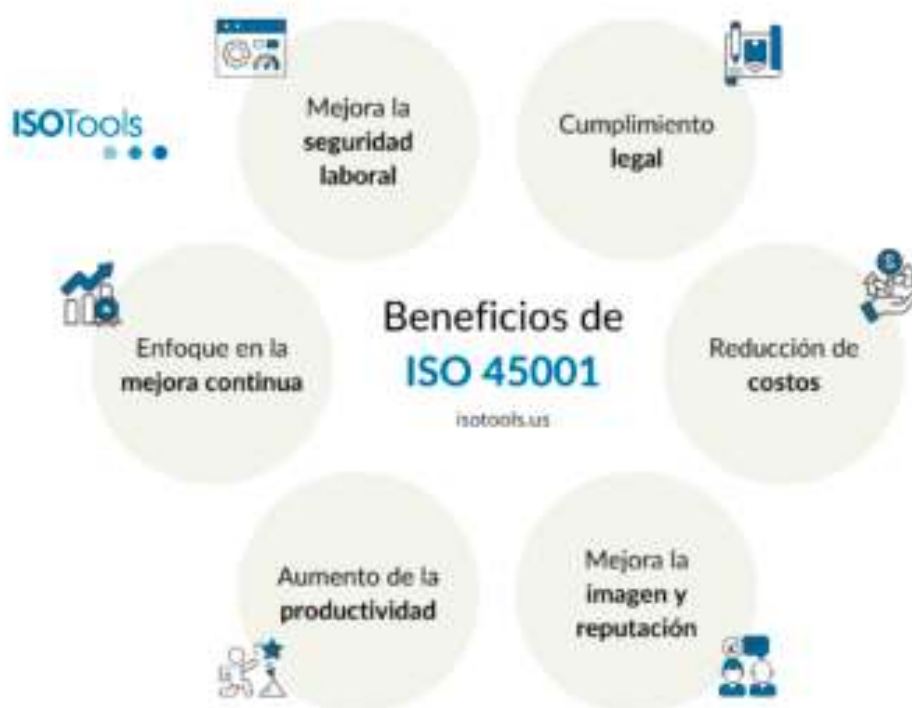 ISOTools
Mejora la
seguridad
laboral
Cumplimiento
legal
Enfoque en la
mejora continua
Beneficios de
ISO 45001
isotools.us
Reducción de
costos
Aumento de la
productividad
Mejora la
imagen y
reputación